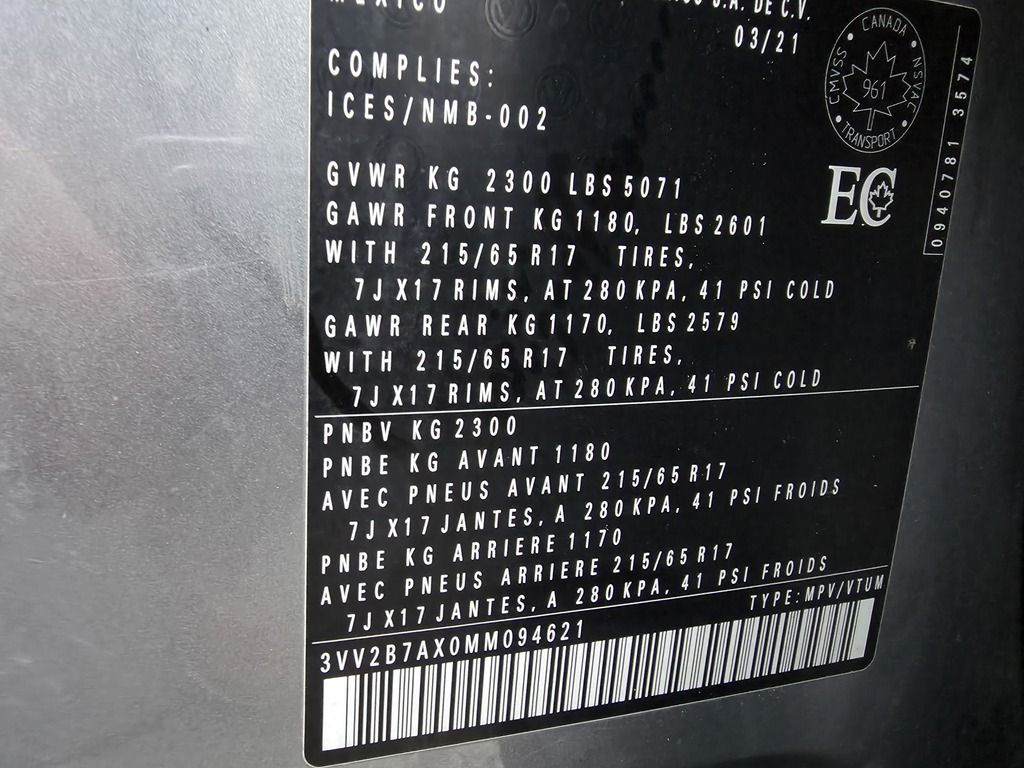 MEXICO S.A. DE C.V.
03/21
COMPLIES:
ICES/NMB-002
CANADA
CMVSS NSVAC
961
TRANSPORT
EC
0940781 3574
GVWR KG 2300 LBS 5071
GAWR FRONT KG 1180, LBS 2601
WITH 215/65 R17 TIRES,
7J X17 RIMS, AT 280 KPA, 41 PSI COLD
GAWR REAR KG 1170, LBS 2579
WITH 215/65 R17 TIRES,
7J X17 RIMS, AT 280 KPA, 41 PSI COLD
PNBV KG 2300
PNBE KG AVANT 1180
AVEC PNEUS AVANT 215/65 R17
7J X17 JANTES, A 280 KPA, 41 PSI FROIDS
PNBE KG ARRIERE 1170
AVEC PNEUS ARRIERE 215/65 R17
7J X17 JANTES, A 280 KPA, 41 PSI FROIDS
TYPE: MPV/VTUM
3VV2B7AX0MM094621